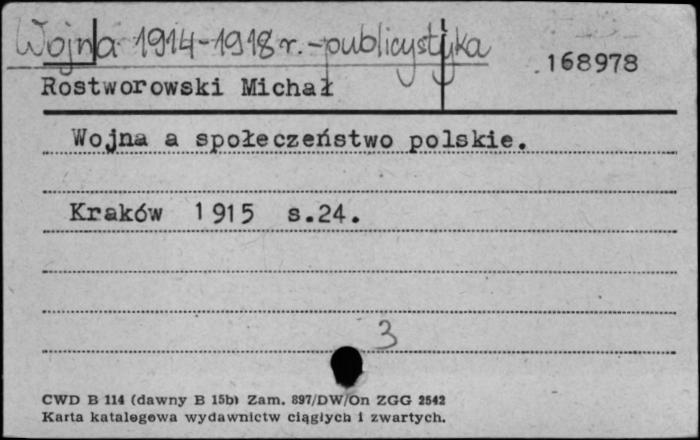 Wojna 1914-1918 r. - publicystyka
168978
Rostworowski Michał
Wojna a społeczeństwo polskie.
Kraków 1915 s.24.
3
CWD B 114 (dawny B 15b) Zam. 897/DW/On ZGG 2542
Karta katalogowa wydawnictw ciągłych i zwartych.